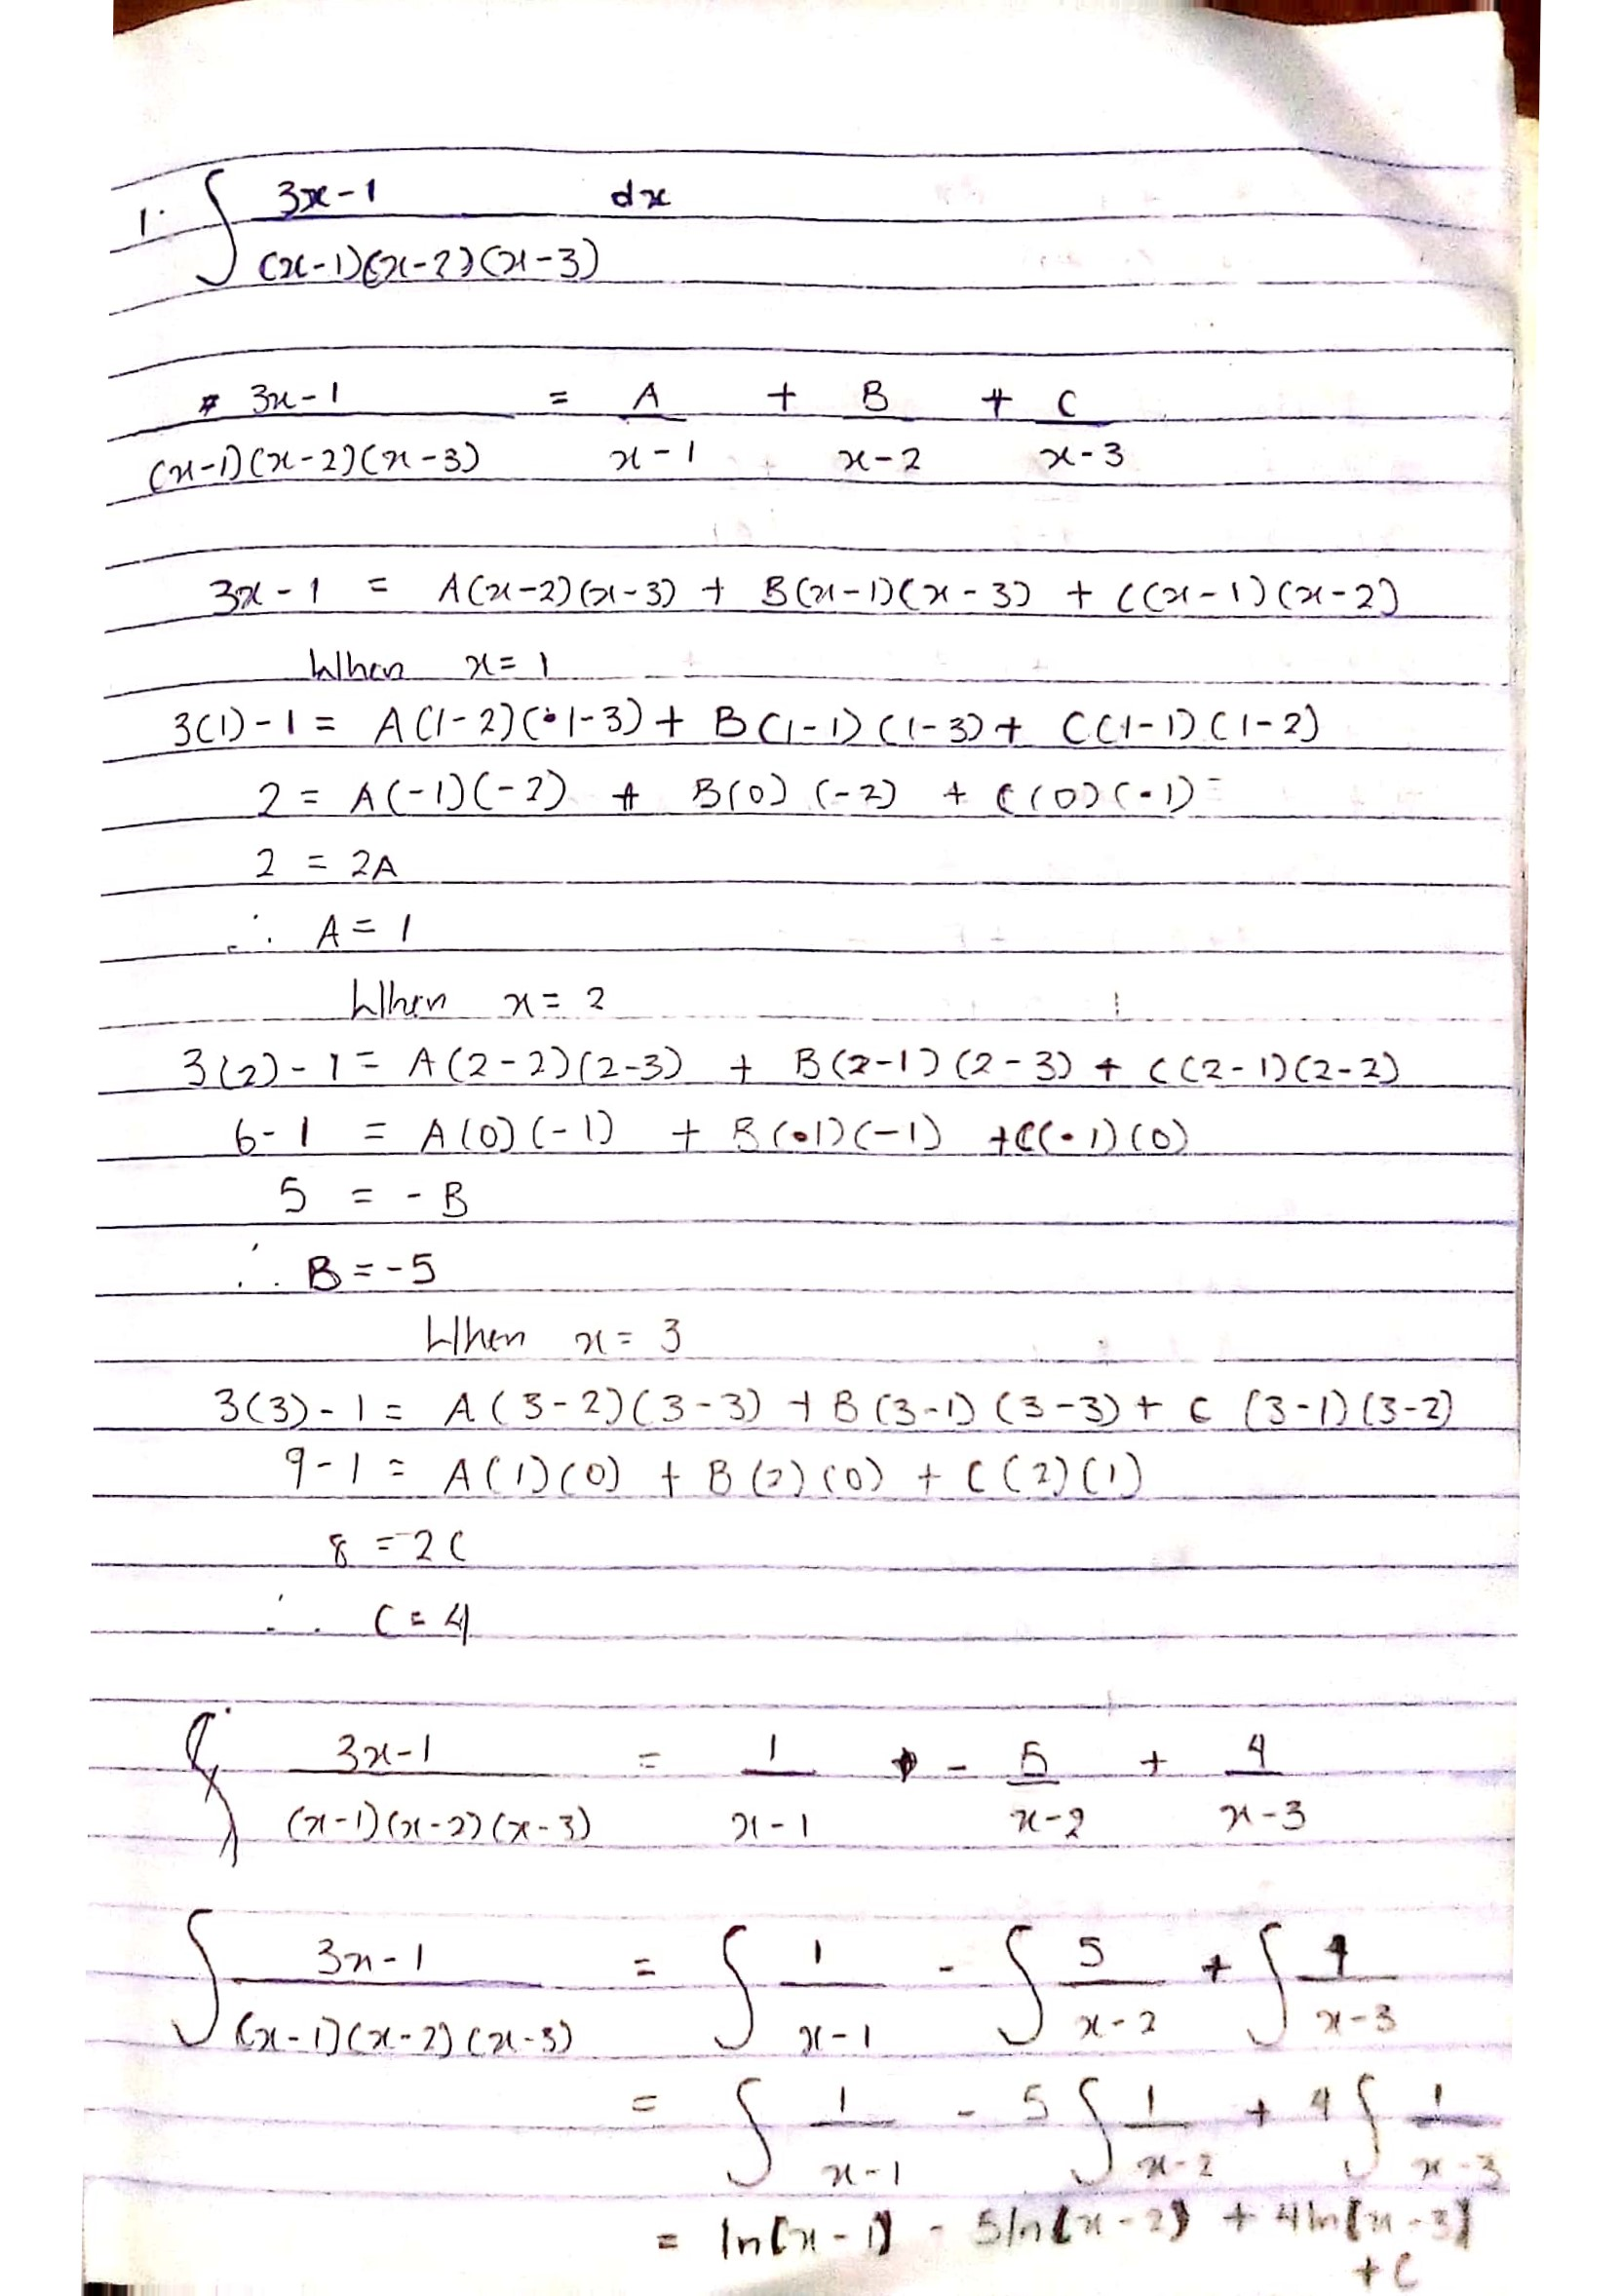 1. ∫ 3x-1 dx
(x-1)(x-2)(x-3)
3x-1 = A + B + C
(x-1)(x-2)(x-3) x-1 x-2 x-3
3x-1 = A(x-2)(x-3) + B(x-1)(x-3) + C(x-1)(x-2)
When x=1
3(1)-1 = A(1-2)(1-3) + B(1-1)(1-3) + C(1-1)(1-2)
2 = A(-1)(-2) + B(0)(-2) + C(0)(-1)
2 = 2A
∴ A = 1
When x = 2
3(2)-1 = A(2-2)(2-3) + B(2-1)(2-3) + C(2-1)(2-2)
6-1 = A(0)(-1) + B(1)(-1) + C(1)(0)
5 = -B
∴ B = -5
When x = 3
3(3)-1 = A(3-2)(3-3) + B(3-1)(3-3) + C(3-1)(3-2)
9-1 = A(1)(0) + B(2)(0) + C(2)(1)
8 = 2C
∴ C = 4
3x-1 = 1 - 5 + 4
(x-1)(x-2)(x-3) x-1 x-2 x-3
∫ 3x-1 = ∫ 1 - ∫ 5 + ∫ 4
(x-1)(x-2)(x-3) x-1 x-2 x-3
= ∫ 1 - 5 ∫ 1 + 4 ∫ 1
x-1 x-2 x-3
= ln[x-1] - 5ln[x-2] + 4ln[x-3]
+ C